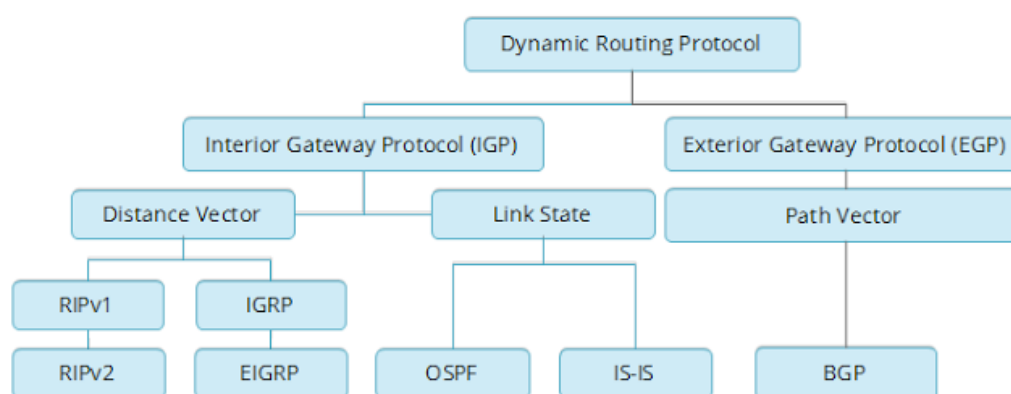 Dynamic Routing Protocol
Interior Gateway Protocol (IGP)
Exterior Gateway Protocol (EGP)
Distance Vector
Link State
Path Vector
RIPv1
IGRP
RIPv2
EIGRP
OSPF
IS-IS
BGP